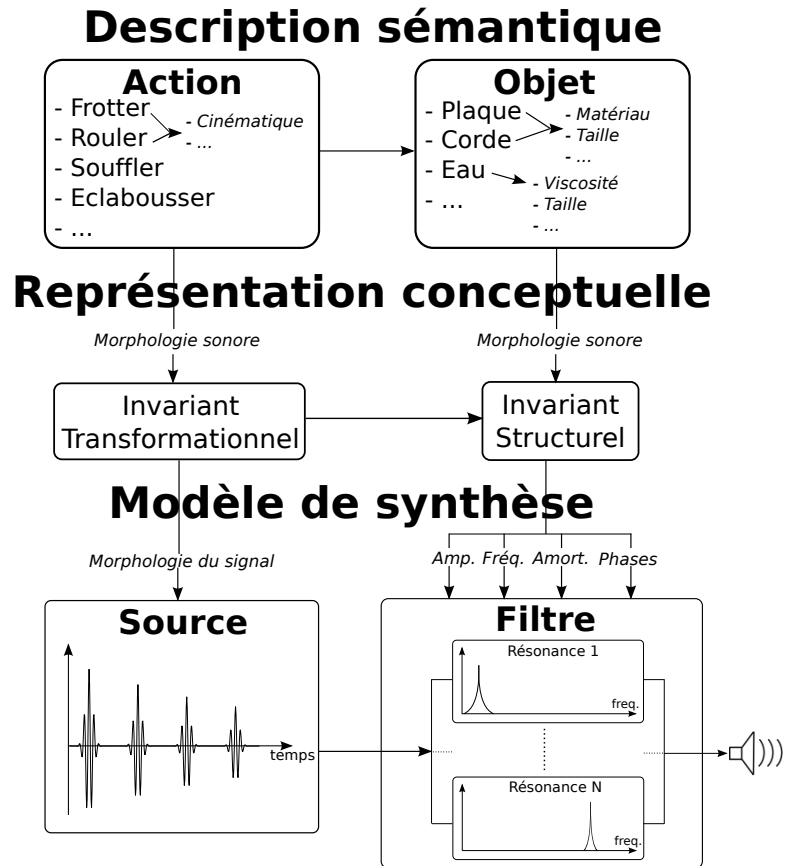 Description sémantique
Action
- Frotter
- Rouler
- Souffler
- Eclabousser
- ...
- Cinématique
- ...
Objet
- Plaque
- Corde
- Eau
- ...
- Matériau
- Taille
- ...
- Viscosité
- Taille
- ...
Représentation conceptuelle
Morphologie sonore
Morphologie sonore
Invariant
Transformationnel
Invariant
Structurel
Modèle de synthèse
Morphologie du signal
Amp. Fréq. Amort. Phases
Source
temps
Filtre
Résonance 1
freq.
Résonance N
freq.